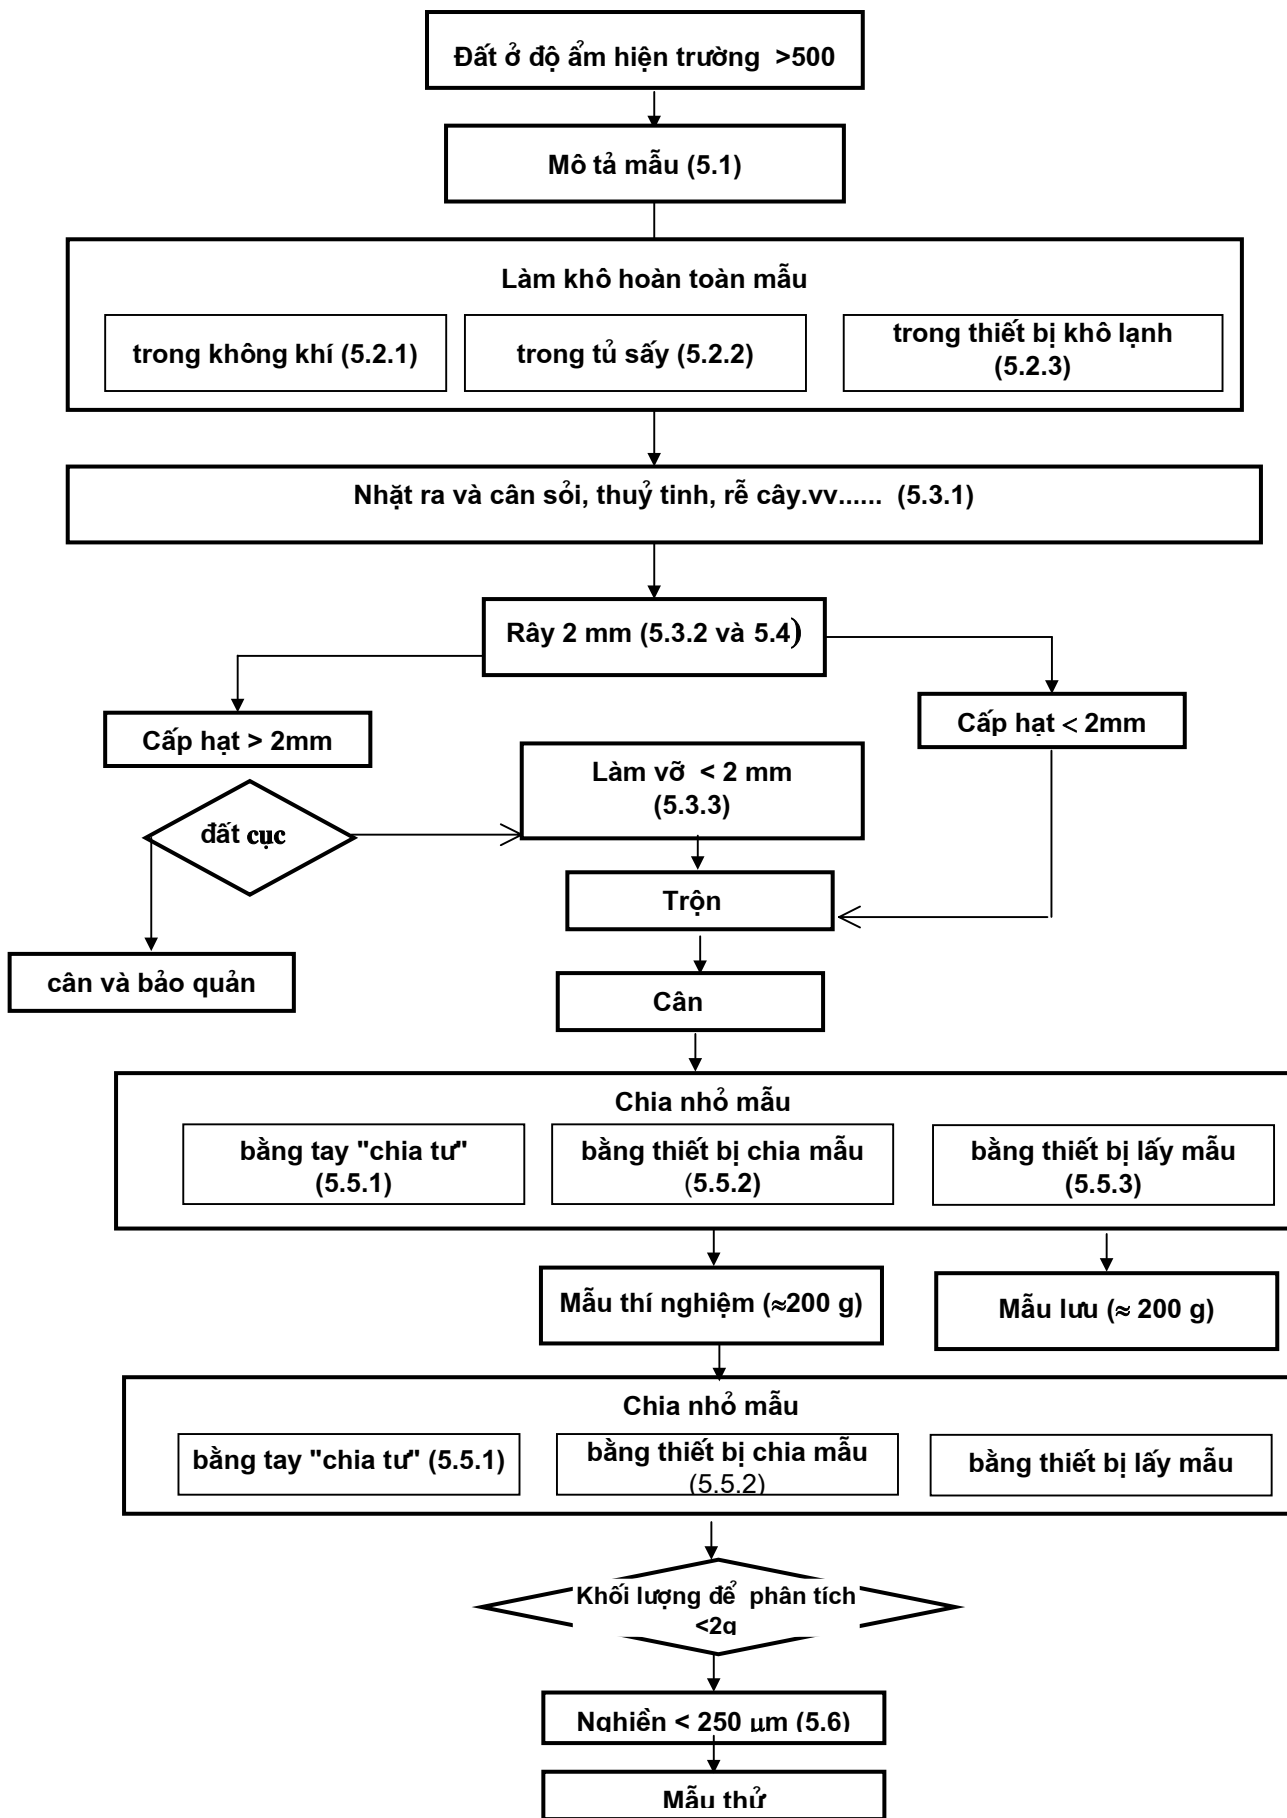 Đất ở độ ẩm hiện trường >500
Mô tả mẫu (5.1)
Làm khô hoàn toàn mẫu
trong không khí (5.2.1)
trong tủ sấy (5.2.2)
trong thiết bị khô lạnh
(5.2.3)
Nhặt ra và cân sỏi, thuỷ tinh, rễ cây.vv...... (5.3.1)
Rây 2 mm (5.3.2 và 5.4)
Cấp hạt > 2mm
Cấp hạt < 2mm
Làm vỡ < 2 mm
(5.3.3)
đất cục
Trộn
cân và bảo quản
Cân
Chia nhỏ mẫu
bằng tay "chia tư"
(5.5.1)
bằng thiết bị chia mẫu
(5.5.2)
bằng thiết bị lấy mẫu
(5.5.3)
Mẫu thí nghiệm (≈200 g)
Mẫu lưu (≈ 200 g)
Chia nhỏ mẫu
bằng tay "chia tư" (5.5.1)
bằng thiết bị chia mẫu
(5.5.2)
bằng thiết bị lấy mẫu
Khối lượng để phân tích
<2g
Nghiền < 250 µm (5.6)
Mẫu thử